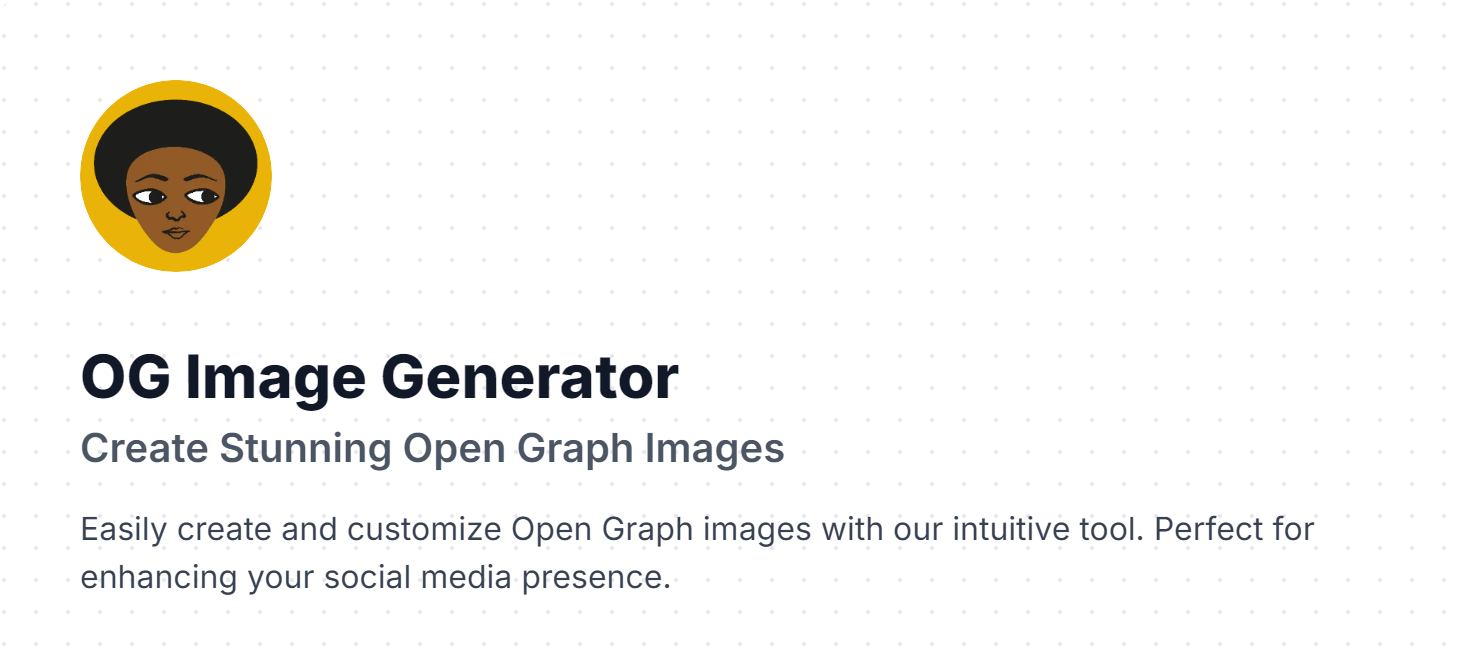 OG Image Generator
Create Stunning Open Graph Images
Easily create and customize Open Graph images with our intuitive tool. Perfect for
enhancing your social media presence.